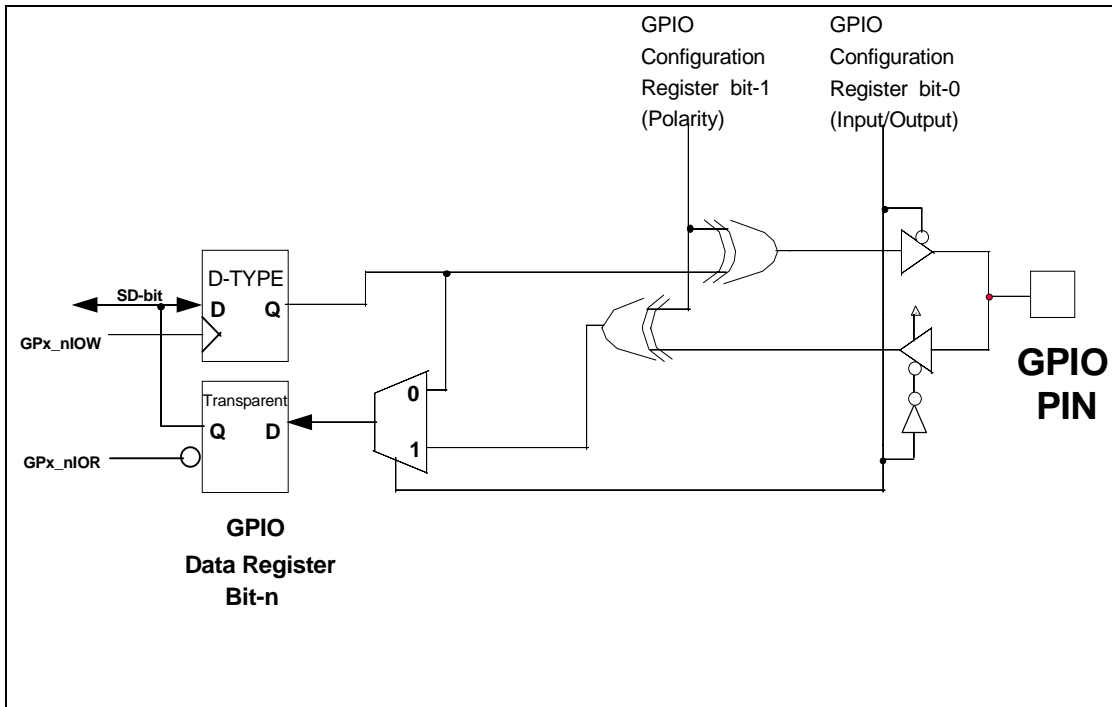 GPIO
Configuration
Register bit-1
(Polarity)
GPIO
Configuration
Register bit-0
(Input/Output)
D-TYPE
SD-bit
D
Q
GPx_nIOW
Transparent
Q
D
0
1
GPx_nIOR
GPIO
PIN
GPIO
Data Register
Bit-n